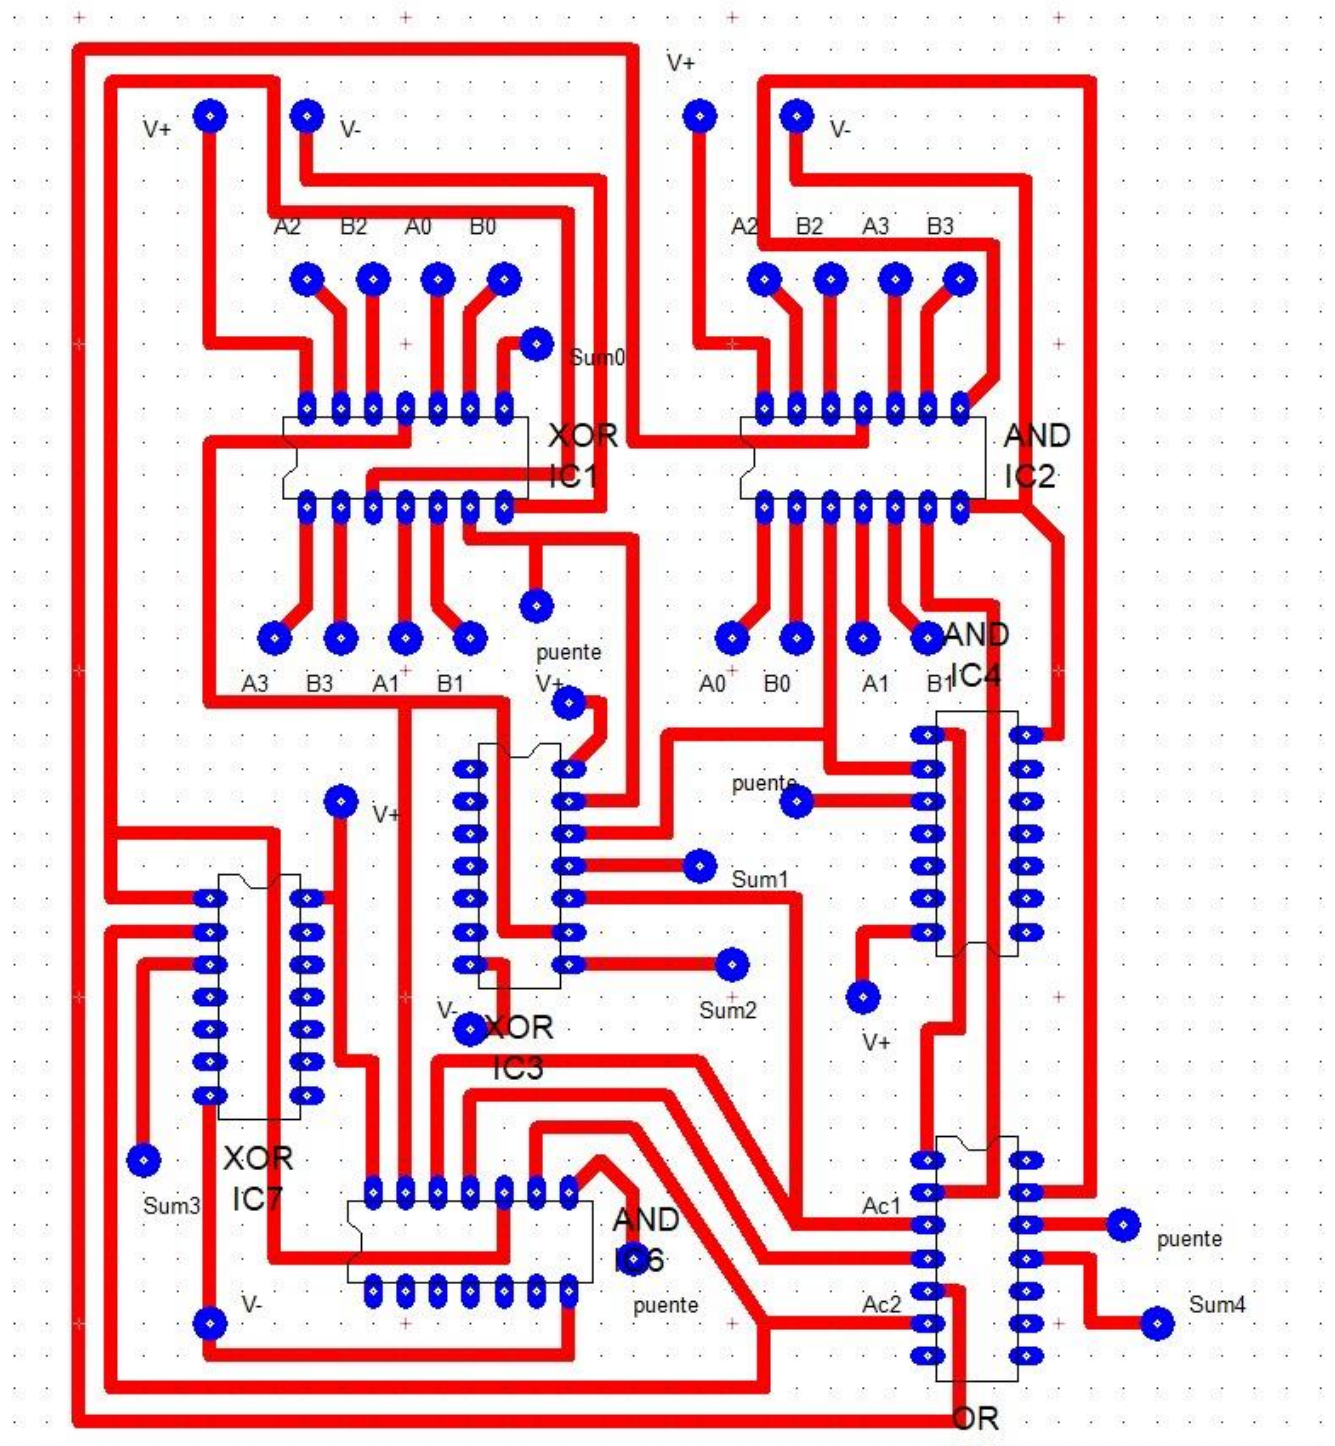 V+
V+
V-
V-
A2 B2 A0 B0
A2 B2 A3 B3
Sum0
XOR
IC1
AND
IC2
puente
A3 B3 A1 B1
V+
A0 B0 A1 B1
AND
IC4
puente
V+
Sum1
V-
Sum2
XOR
IC3
V+
XOR
IC7
Sum3
AND
IC6
Ac1
puente
V-
puente
Ac2
Sum4
OR